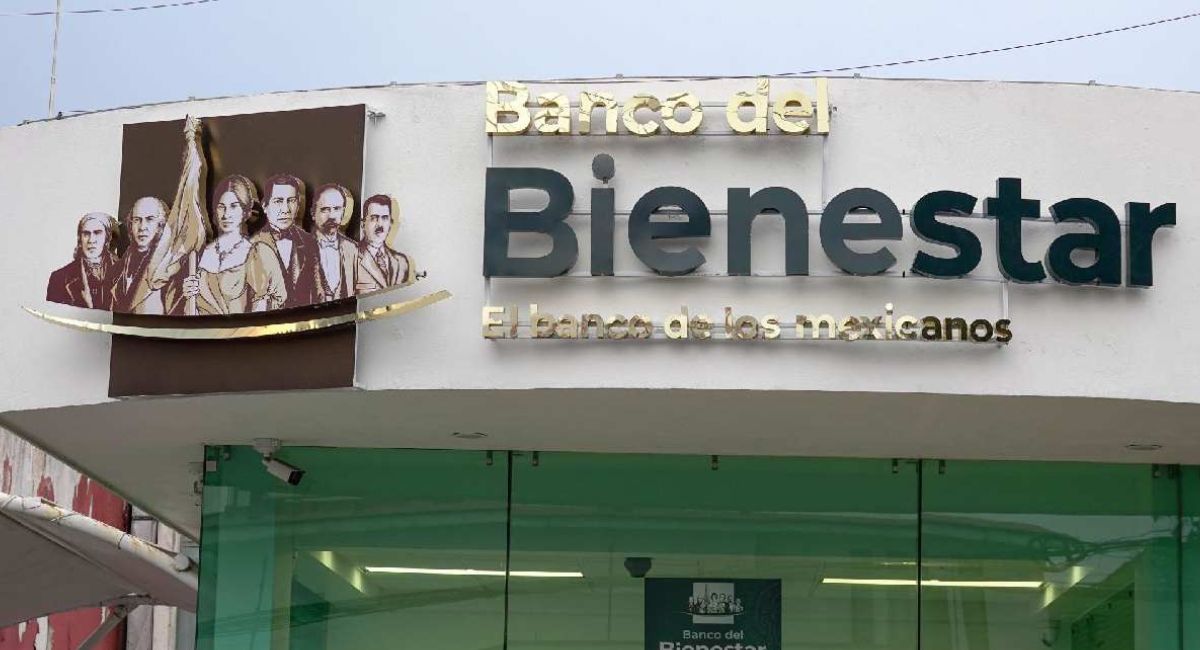 Banco del
Bienestar
El banco de los mexicanos
Banco del
Bienestar